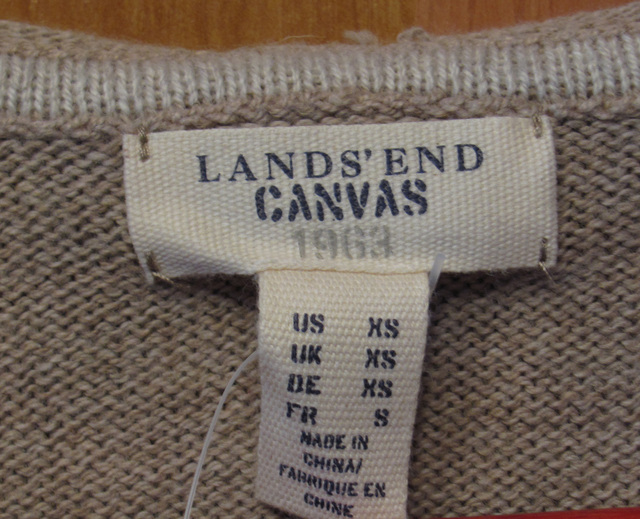 LANDS' END
CANVAS
1963
US XS
UK XS
DE XS
FR S
MADE IN
CHINA/
FABRIQUE EN
CHINE